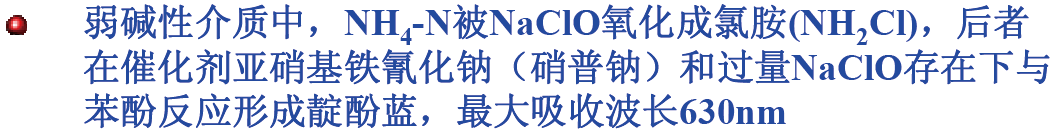 弱碱性介质中，NH₄-N被NaClO氧化成氯胺(NH₂Cl)，后者
在催化剂亚硝基铁氰化钠（硝普钠）和过量NaClO存在下与
苯酚反应形成靛酚蓝，最大吸收波长630nm